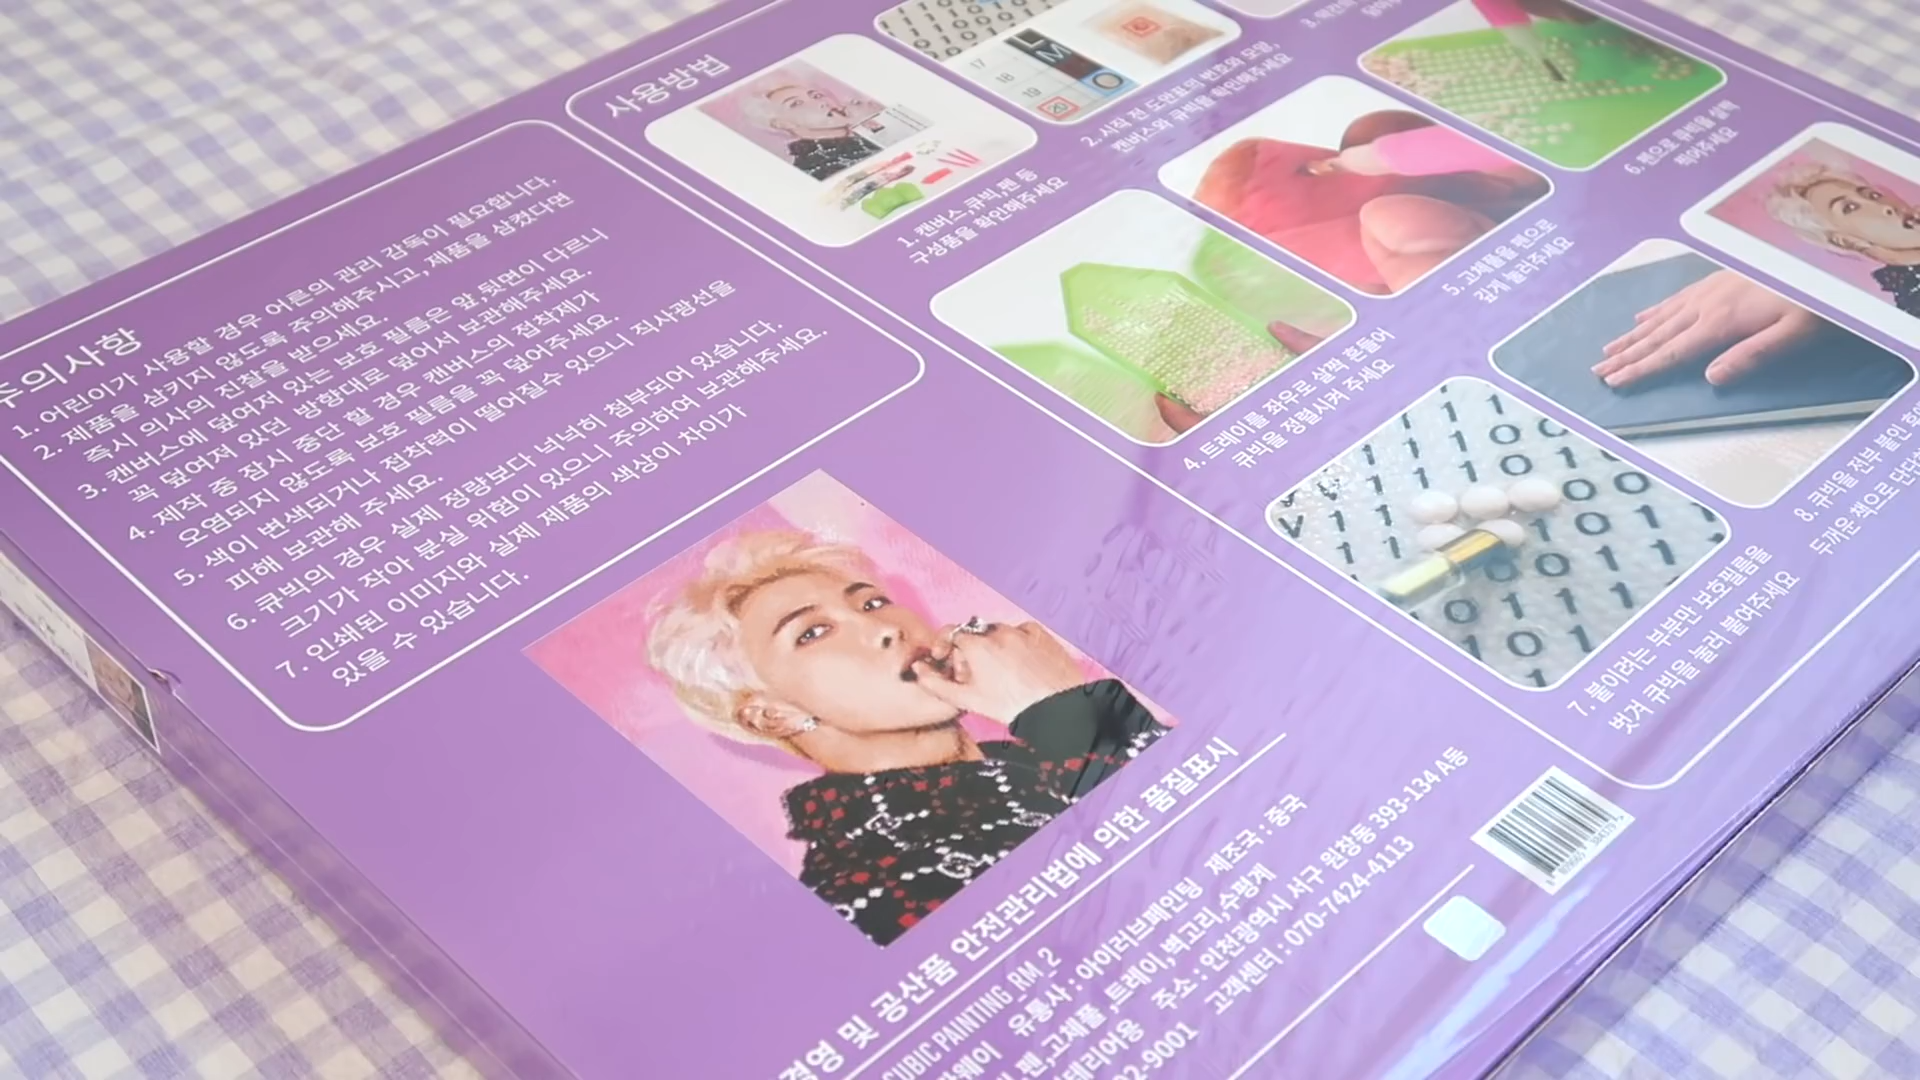 주의사항
1. 어린이가 사용할 경우 어른의 관리 감독이 필요합니다.
2. 제품을 삼키지 않도록 주의해주시고, 제품을 삼켰다면
즉시 의사의 진찰을 받으세요.
3. 캔버스에 덮여져 있는 보호 필름은 앞,뒷면이 다르니
꼭 덮여져 있던 방향대로 덮어서 보관해주세요.
4. 제작 중 잠시 중단 할 경우 캔버스의 접착제가
오염되지 않도록 보호 필름을 꼭 덮어주세요.
5. 색이 변색되거나 접착력이 떨어질수 있으니 직사광선을
피해 보관해 주세요.
6. 큐빅의 경우 실제 정량보다 넉넉히 첨부되어 있습니다.
크기가 작아 분실 위험이 있으니 주의하여 보관해주세요.
7. 인쇄된 이미지와 실제 제품의 색상이 차이가
있을 수 있습니다.
사용방법
1. 캔버스,큐빅,펜 등
구성품을 확인해주세요
2. 시작 전 도안표의 번호와 모양,
캔버스와 큐빅을 확인해주세요
4. 트레이를 좌우로 살짝 흔들어
큐빅을 정렬시켜 주세요
5. 고체풀을 펜으로
깊게 눌러주세요
6. 펜으로 큐빅을 살짝
찍어주세요
7. 붙이려는 부분만 보호필름을
벗겨 큐빅을 눌러 붙여주세요
8. 큐빅을 전부 붙인 후에
두꺼운 책으로
경영 및 공산품 안전관리법에 의한 품질표시
CUBIC PAINTING_RM_2
유통사 : 아이러브페인팅 제조국 : 중국
펜,고체풀,트레이,벽고리,수평계
주소 : 인천광역시 서구 원창동 393-134 A동
고객센터 : 070-7424-4113